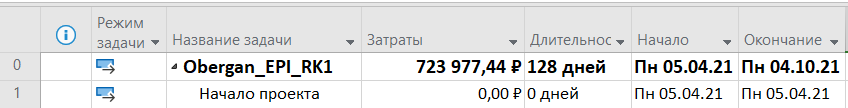 Режим задачи Название задачи Затраты Длительнос Начало Окончание
0 Obergan_EPI_RK1 723 977,44 ₽ 128 дней Пн 05.04.21 Пн 04.10.21
1 Начало проекта 0,00 ₽ 0 дней Пн 05.04.21 Пн 05.04.21